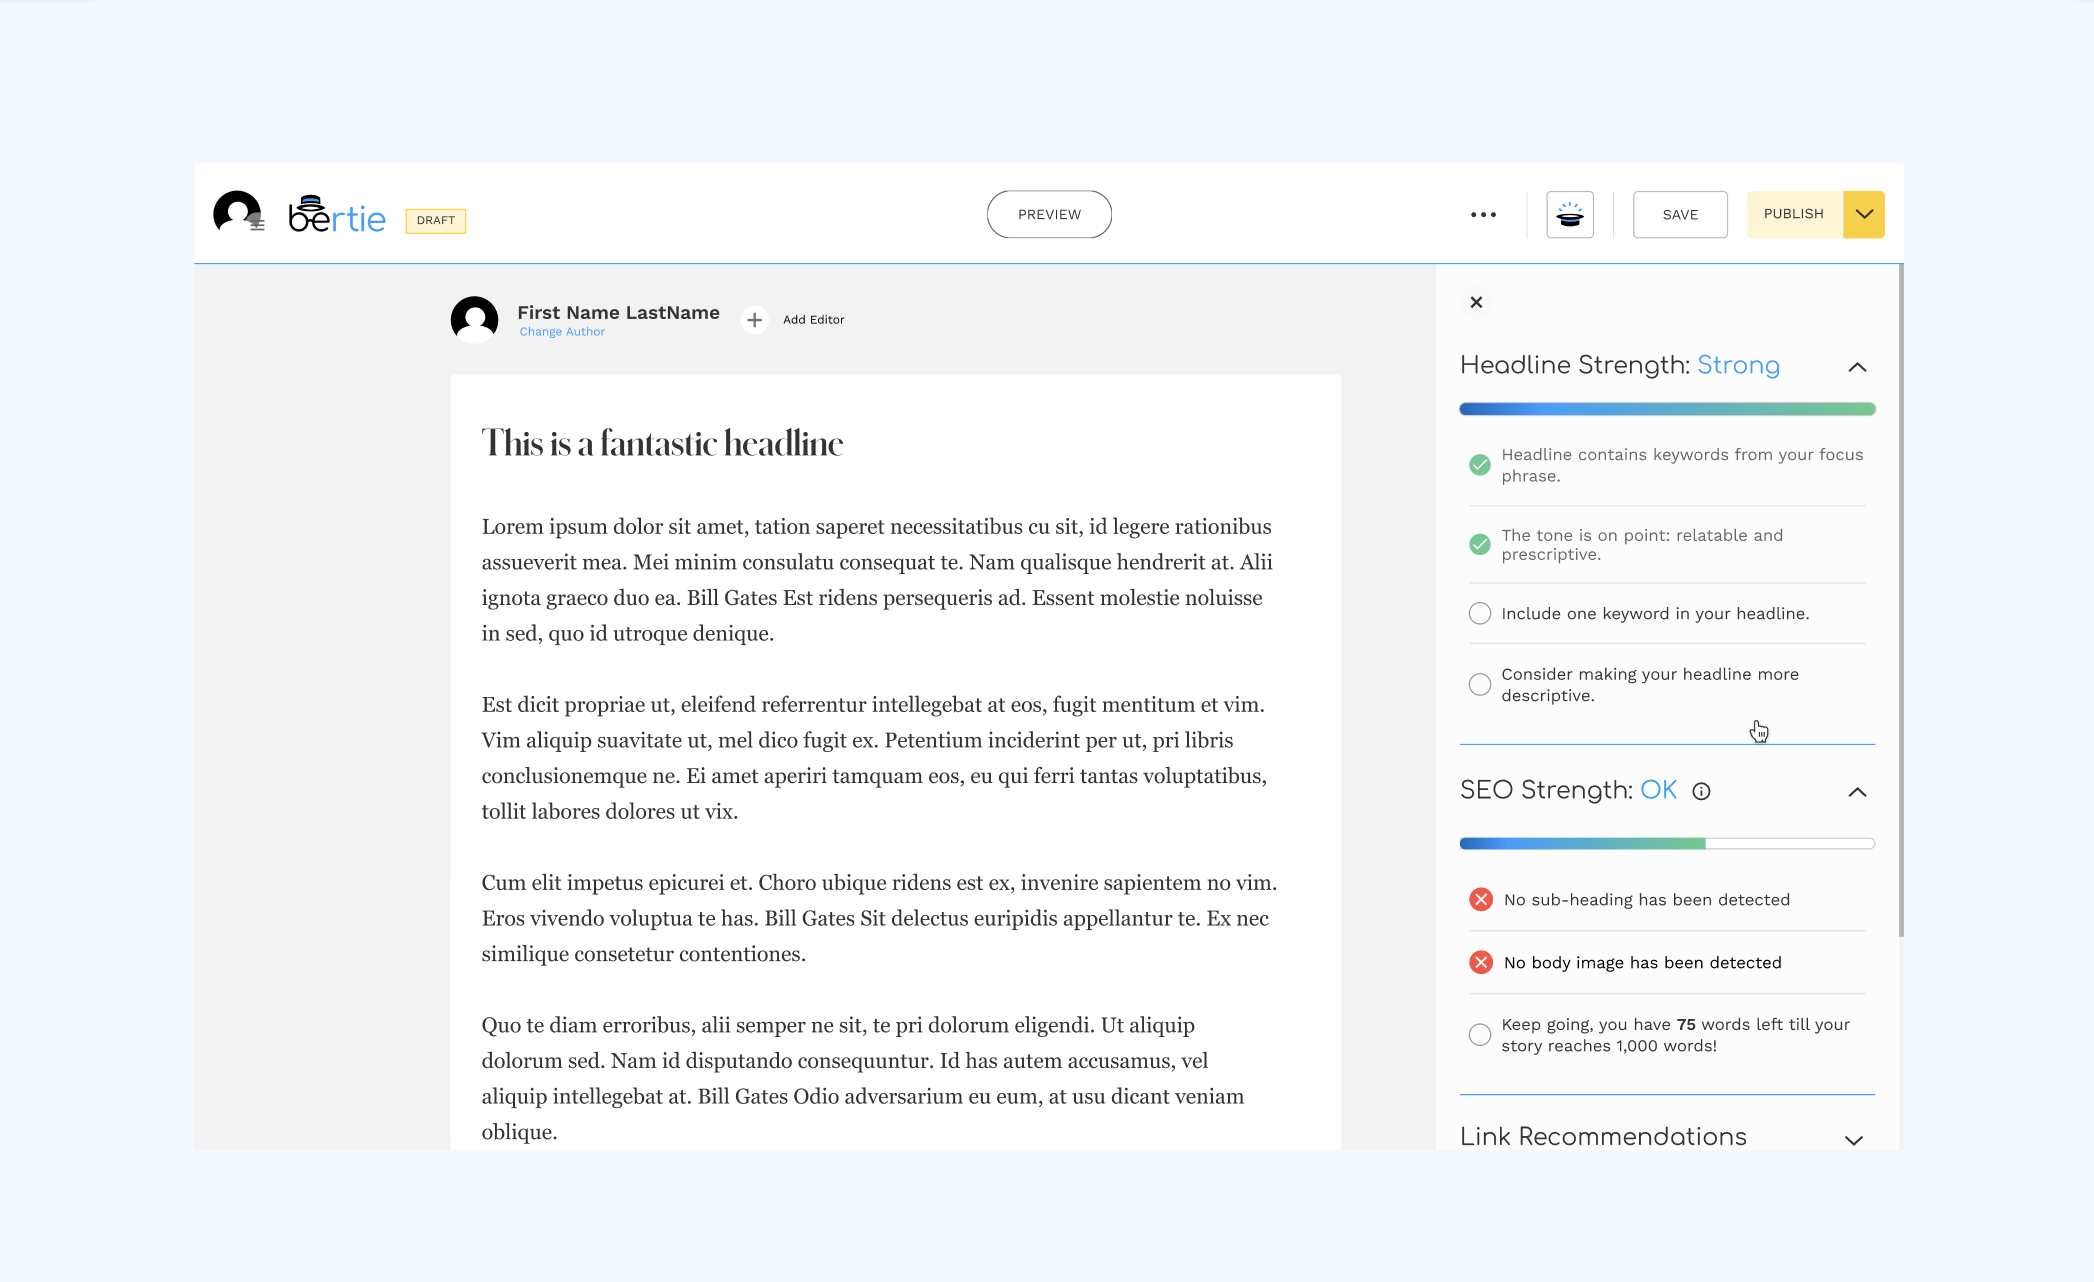 bertie
DRAFT
PREVIEW
SAVE
PUBLISH
First Name LastName
Change Author
Add Editor
This is a fantastic headline
Lorem ipsum dolor sit amet, tation saperet necessitatibus cu sit, id legere rationibus
assueverit mea. Mei minim consulatu consequat te. Nam qualisque hendrerit at. Alii
ignota graeco duo ea. Bill Gates Est ridens persequeris ad. Essent molestie noluisse
in sed, quo id utroque denique.
Est dicit propriae ut, eleifend referrentur intellegebat at eos, fugit mentitum et vim.
Vim aliquip suavitate ut, mel dico fugit ex. Petentium inciderint per ut, pri libris
conclusionemque ne. Ei amet aperiri tamquam eos, eu qui ferri tantas voluptatibus,
tollit labores dolores ut vix.
Cum elit impetus epicurei et. Choro ubique ridens est ex, invenire sapientem no vim.
Eros vivendo voluptua te has. Bill Gates Sit delectus euripidis appellantur te. Ex nec
similique consetetur contentiones.
Quo te diam erroribus, alii semper ne sit, te pri dolorum eligendi. Ut aliquip
dolorum sed. Nam id disputando consequuntur. Id has autem accusamus, vel
aliquip intellegebat at. Bill Gates Odio adversarium eu eum, at usu dicant veniam
oblique.
Headline Strength: Strong
Headline contains keywords from your focus
phrase.
The tone is on point: relatable and
prescriptive.
Include one keyword in your headline.
Consider making your headline more
descriptive.
SEO Strength: OK
No sub-heading has been detected
No body image has been detected
Keep going, you have 75 words left till your
story reaches 1,000 words!
Link Recommendations